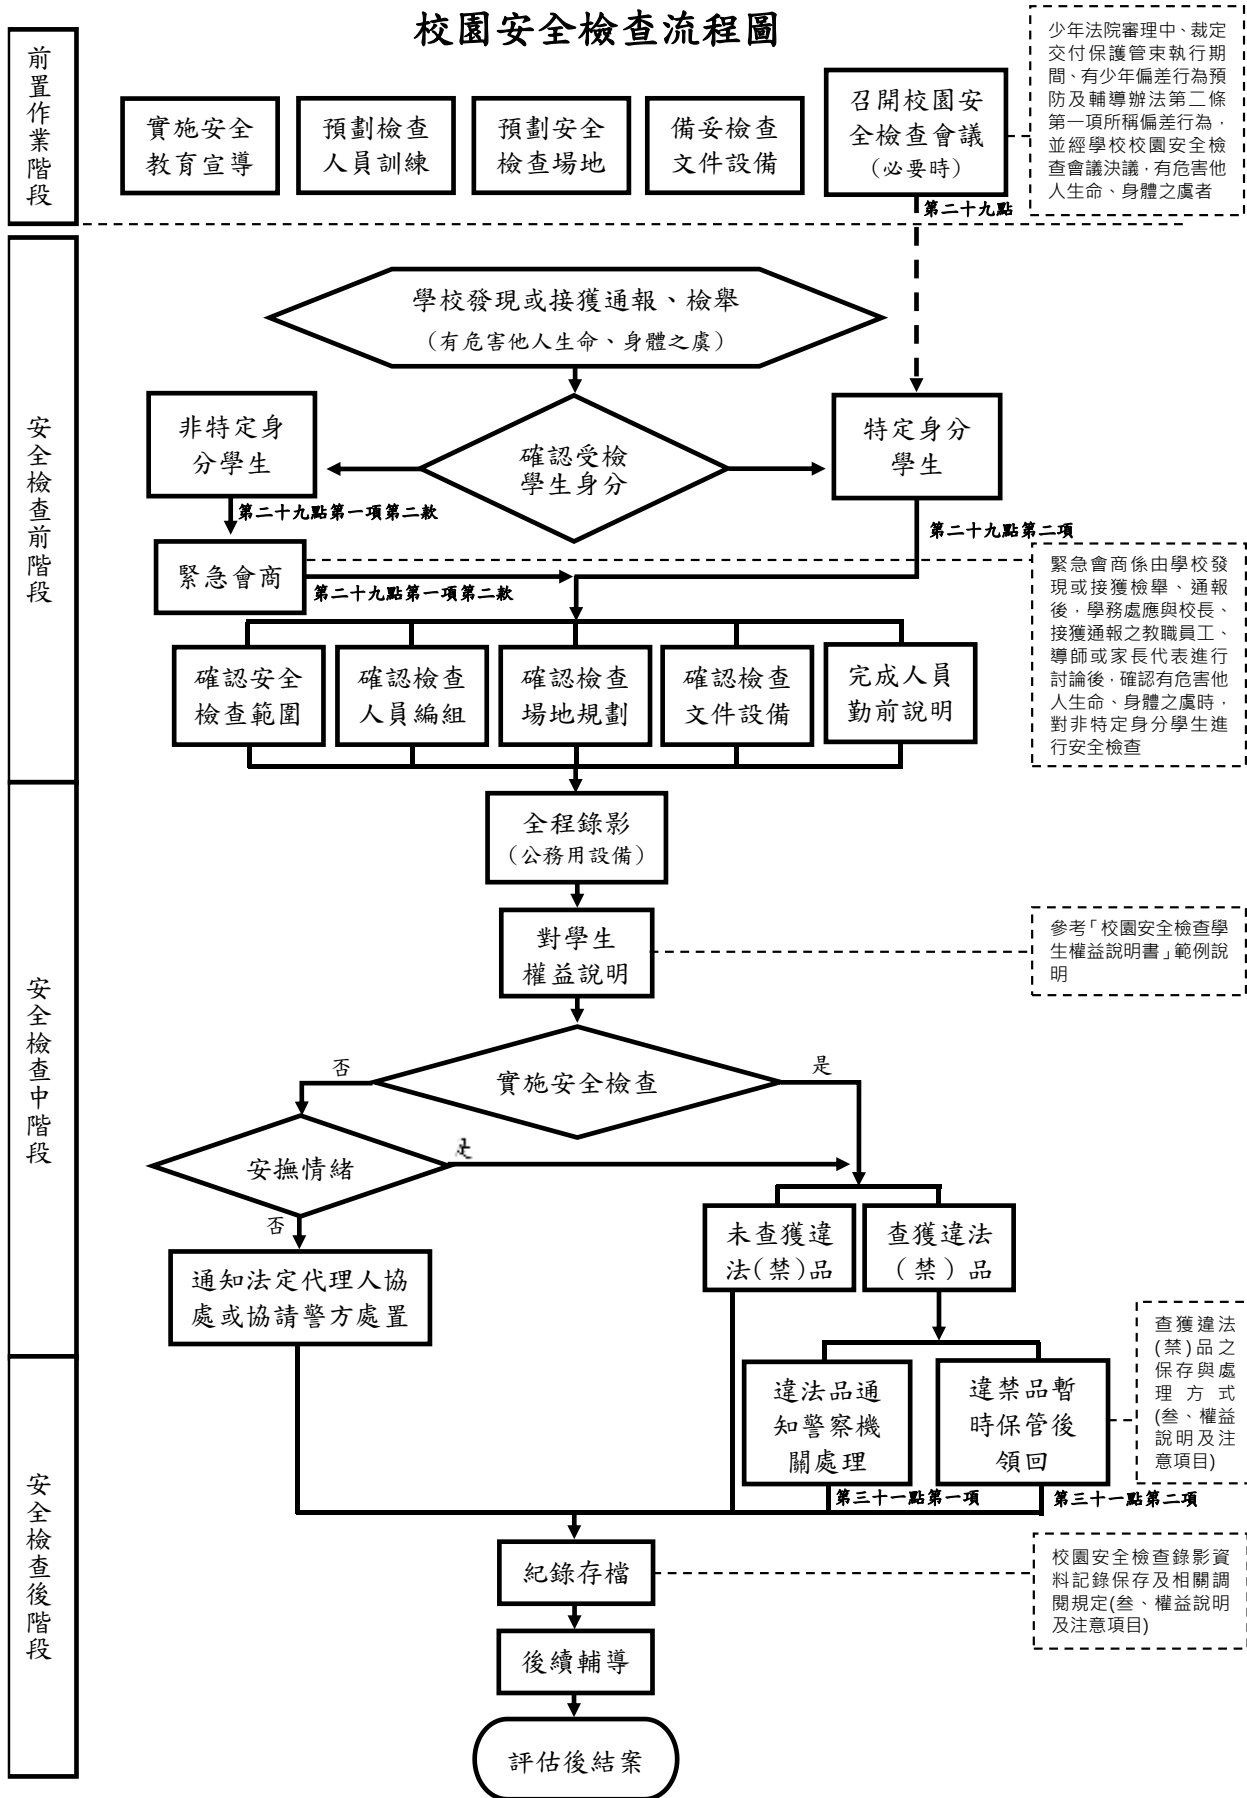 校園安全檢查流程圖
前置作業階段
實施安全
教育宣導
預劃檢查
人員訓練
預劃安全
檢查場地
備妥檢查
文件設備
召開校園安
全檢查會議
(必要時)
第二十九點
少年法院審理中、裁定
交付保護管束執行期
間、有少年偏差行為預
防及輔導辦法第二條
第一項所稱偏差行為，
並經學校校園安全檢
查會議決議，有危害他
人生命、身體之虞者
安全檢查前階段
學校發現或接獲通報、檢舉
(有危害他人生命、身體之虞)
非特定身
分學生
確認受檢
學生身分
特定身分
學生
第二十九點第一項第二款
第二十九點第二項
緊急會商
第二十九點第一項第二款
緊急會商係由學校發
現或接獲檢舉、通報
後，學務處應與校長、
接獲通報之教職員工、
導師或家長代表進行
討論後，確認有危害他
人生命、身體之虞時，
對非特定身分學生進
行安全檢查
確認安全
檢查範圍
確認檢查
人員編組
確認檢查
場地規劃
確認檢查
文件設備
完成人員
勤前說明
安全檢查中階段
全程錄影
(公務用設備)
對學生
權益說明
參考「校園安全檢查學
生權益說明書」範例說
明
實施安全檢查
否
是
安撫情緒
是
否
通知法定代理人協
處或協請警方處置
未查獲違
法(禁)品
查獲違法
(禁)品
安全檢查後階段
違法品通
知警察機
關處理
違禁品暫
時保管後
領回
查獲違法
(禁)品之
保存與處
理方式
(叁、權益
說明及注
意項目)
第三十一點第一項
第三十一點第二項
紀錄存檔
校園安全檢查錄影資
料記錄保存及相關調
閱規定(叁、權益說明
及注意項目)
後續輔導
評估後結案